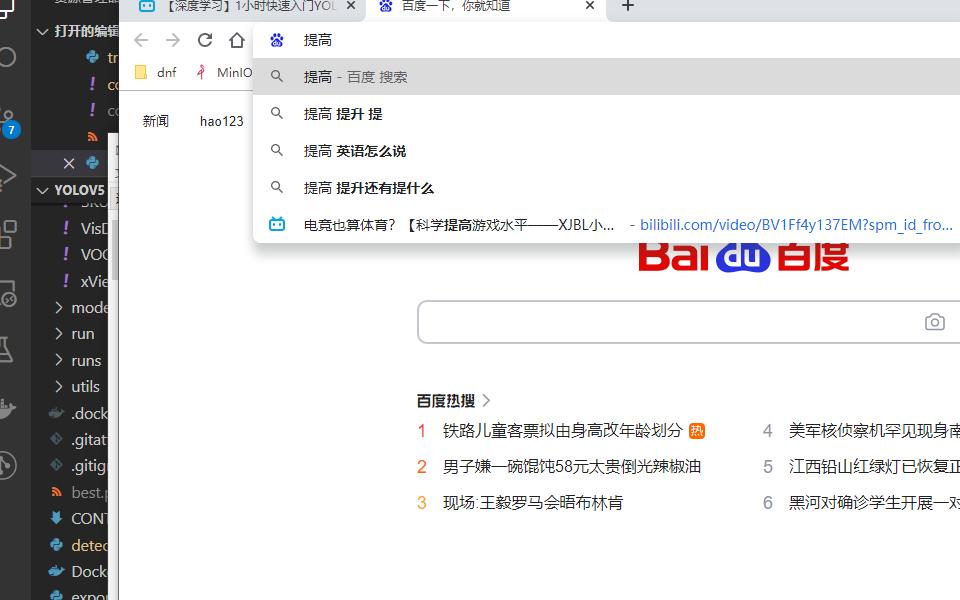 【深度学习】1小时快速入门YOL
百度一下，你就知道
打开的编辑
tr
7
YOLOV5
VisD
VOC
xVie
mode
run
runs
utils
.dock
.gitat
.gitig
best.p
CONT
detec
Docke
expor
提高
dnf
MinIO
提高 - 百度 搜索
提高 提升 提
提高 英语怎么说
提高 提升还有提什么
电竞也算体育？【科学提高游戏水平——XJBL小... - bilibili.com/video/BV1Ff4y137EM?spm_id_fro...
新闻 hao123
Bai du 百度
百度热搜
1 铁路儿童客票拟由身高改年龄划分 热
2 男子嫌一碗馄饨58元太贵倒光辣椒油
3 现场:王毅罗马会晤布林肯
4 美军核侦察机罕见现身南
5 江西铅山红绿灯已恢复正
6 黑河对确诊学生开展一对